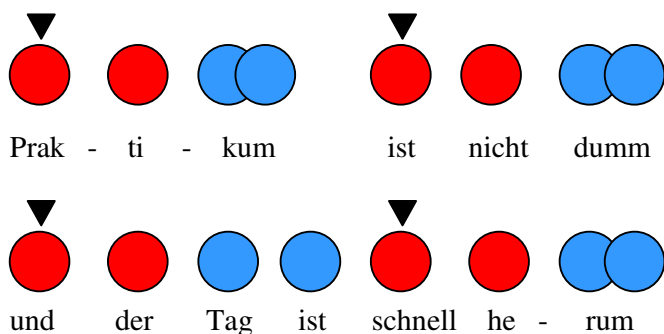 Prak - ti - kum ist nicht dumm
und der Tag ist schnell he - rum